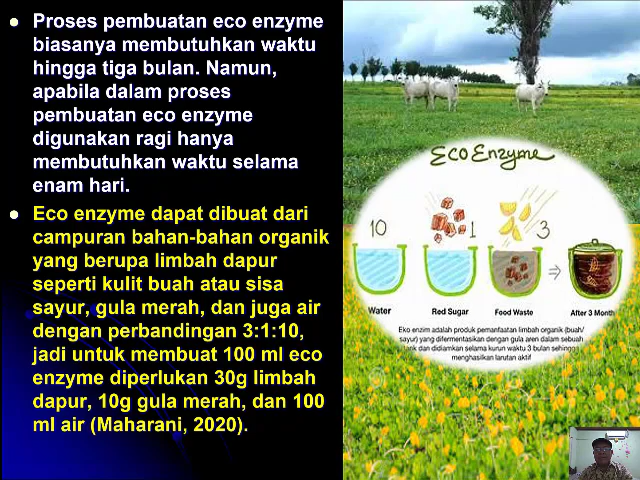 Proses pembuatan eco enzyme
biasanya membutuhkan waktu
hingga tiga bulan. Namun,
apabila dalam proses
pembuatan eco enzyme
digunakan ragi hanya
membutuhkan waktu selama
enam hari.
Eco enzyme dapat dibuat dari
campuran bahan-bahan organik
yang berupa limbah dapur
seperti kulit buah atau sisa
sayur, gula merah, dan juga air
dengan perbandingan 3:1:10,
jadi untuk membuat 100 ml eco
enzyme diperlukan 30g limbah
dapur, 10g gula merah, dan 100
ml air (Maharani, 2020).
Eco Enzyme
10 1 3
Water Red Sugar Food Waste After 3 Month
Eko enzim adalah produk pemanfaatan limbah organik (buah/
sayur) yang difermentasikan dengan gula aren dalam sebuah
dan didiamkan selama kurun waktu 3 bulan sehingga
menghasilkan larutan aktif